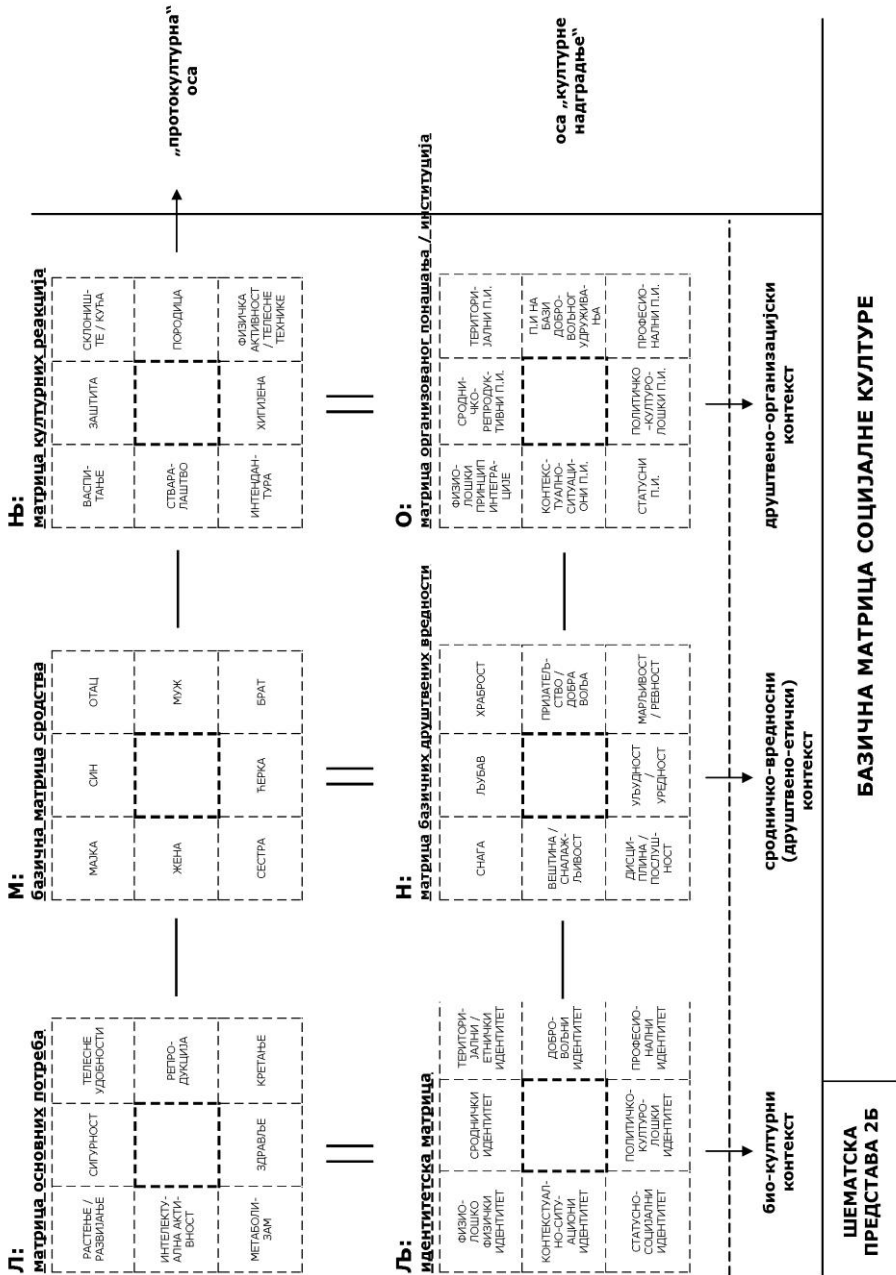 Л:
матрица основних потреба
РАСТЕЊЕ /
РАЗВИЈАЊЕ
СИГУРНОСТ
ТЕЛЕСНЕ
УДОБНОСТИ
ИНТЕЛЕКТУ-
АЛНА АКТИ-
ВНОСТ
РЕПРО-
ДУКЦИЈА
МЕТАБОЛИ-
ЗАМ
ЗДРАВЉЕ
КРЕТАЊЕ
М:
базична матрица сродства
МАЈКА
СИН
ОТАЦ
ЖЕНА
МУЖ
СЕСТРА
ЋЕРКА
БРАТ
Њ:
матрица културних реакција
ВАСПИ-
ТАЊЕ
ЗАШТИТА
СКЛОНИШ-
ТЕ / КУЋА
СТВАРА-
ЛАШТВО
ПОРОДИЦА
ИНТЕНДАН-
ТУРА
ХИГИЈЕНА
ФИЗИЧКА
АКТИВНОСТ
/ ТЕЛЕСНЕ
ТЕХНИКЕ
„протокултурна“
оса
Љ:
идентитетска матрица
ФИЗИО-
ЛОШКО
ФИЗИЧКИ
ИДЕНТИТЕТ
СРОДНИЧКИ
ИДЕНТИТЕТ
ТЕРИТОРИ-
ЈАЛНИ /
ЕТНИЧКИ
ИДЕНТИТЕТ
КОНТЕКСТУАЛ-
НО-СИТУ-
АЦИОНИ
ИДЕНТИТЕТ
ДОБРО-
ВОЉНИ
ИДЕНТИТЕТ
СТАТУСНО-
СОЦИЈАЛНИ
ИДЕНТИТЕТ
ПОЛИТИЧКО-
КУЛТУРО-
ЛОШКИ
ИДЕНТИТЕТ
ПРОФЕСИО-
НАЛНИ
ИДЕНТИТЕТ
Н:
матрица базичних друштвених вредности
СНАГА
ЉУБАВ
ХРАБРОСТ
ВЕШТИНА /
СНАЛАЖ-
ЉИВОСТ
ПРИЈАТЕЉ-
СТВО /
ДОБРА
ВОЉА
ДИСЦИ-
ПЛИНА /
ПОСЛУШ-
НОСТ
УЉУДНОСТ
/
УРЕДНОСТ
МАРЉИВОСТ
/ РЕВНОСТ
О:
матрица организованог понашања / институција
ФИЗИО-
ЛОШКИ
ПРИНЦИП
ИНТЕГРА-
ЦИЈЕ
СРОДНИ-
ЧКО-
РЕПРОДУК-
ТИВНИ П.И.
ТЕРИТОРИ-
ЈАЛНИ П.И.
КОНТЕКС-
ТУАЛНО-
СИТУАЦИ-
ОНИ П.И.
П.И НА
БАЗИ
ДОБРО-
ВОЉНОГ
УДРУЖИВА-
ЊА
СТАТУСНИ
П.И.
ПОЛИТИЧКО
-КУЛТУРО-
ЛОШКИ П.И.
ПРОФЕСИО-
НАЛНИ П.И.
оса „културне
надградње“
био-културни
контекст
сродничко-вредносни
(друштвено-етички)
контекст
друштвено-организацијски
контекст
ШЕМАТСКА
ПРЕДСТАВА 2Б
БАЗИЧНА МАТРИЦА СОЦИЈАЛНЕ КУЛТУРЕ